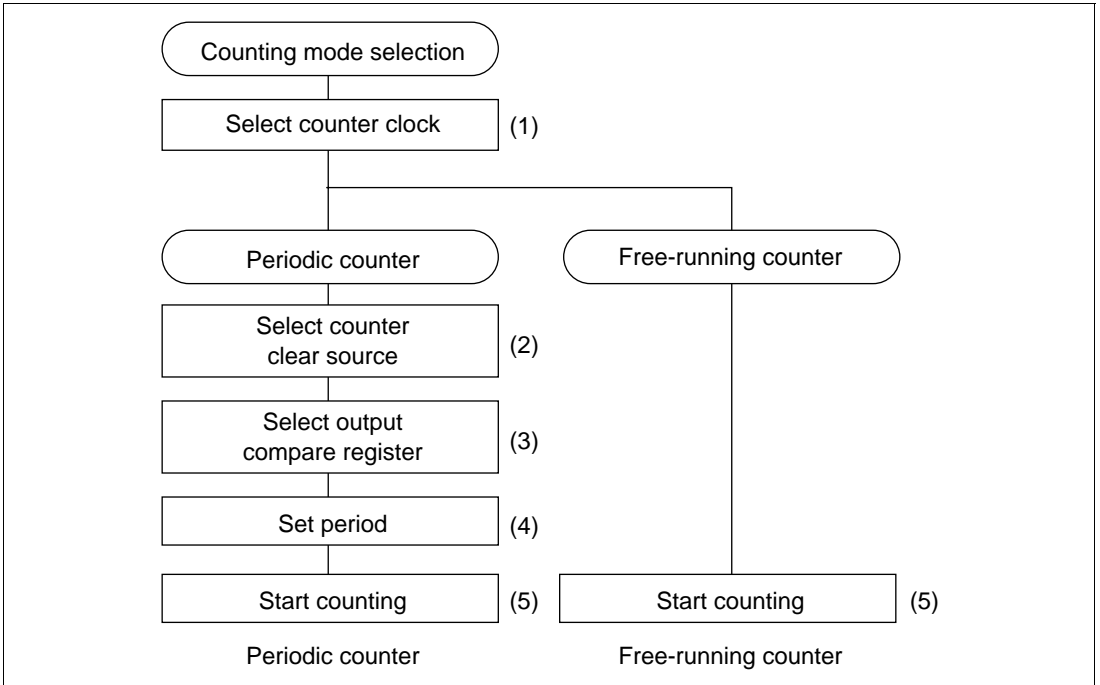 Counting mode selection
Select counter clock
(1)
Periodic counter
Free-running counter
Select counter
clear source
(2)
Select output
compare register
(3)
Set period
(4)
Start counting
(5)
Start counting
(5)
Periodic counter
Free-running counter